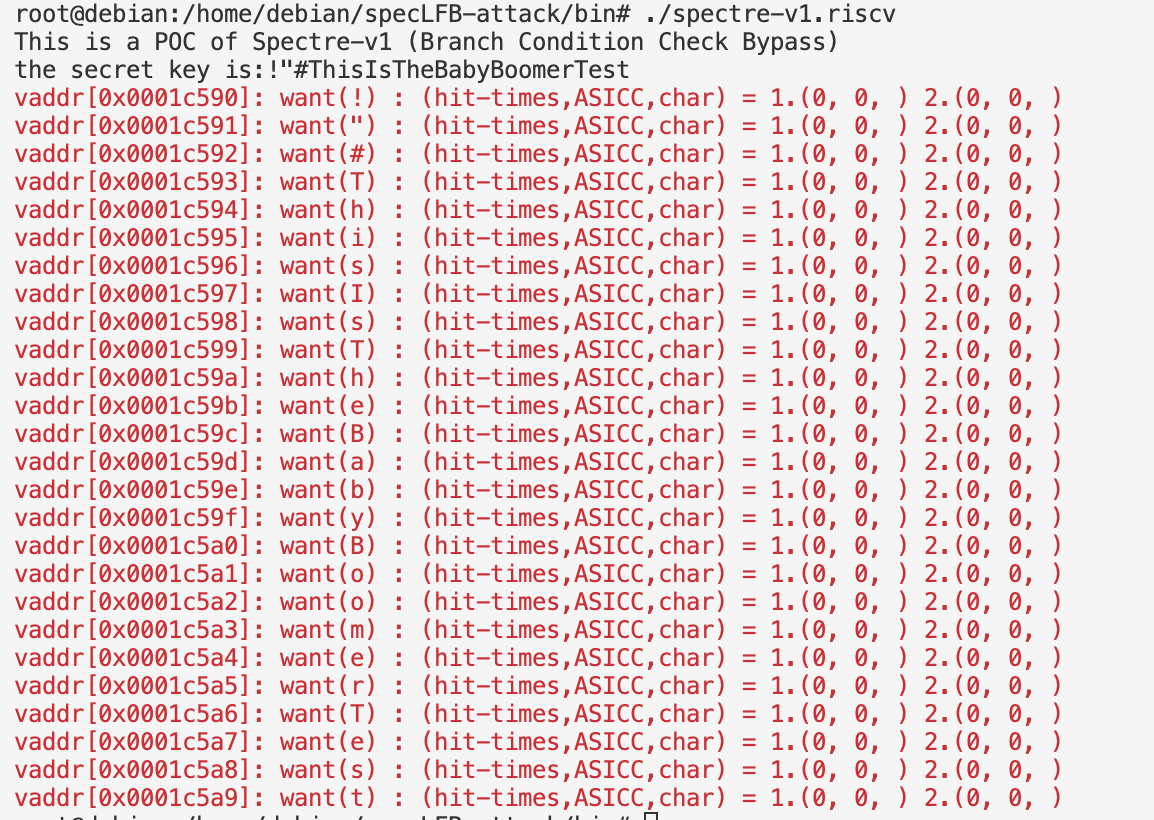 root@debian:/home/debian/specLFB-attack/bin# ./spectre-v1.riscv
This is a POC of Spectre-v1 (Branch Condition Check Bypass)
the secret key is:!"#ThisIsTheBabyBoomerTest
vaddr[0x0001c590]: want(!) : (hit-times,ASICC,char) = 1.(0, 0, ) 2.(0, 0, )
vaddr[0x0001c591]: want(") : (hit-times,ASICC,char) = 1.(0, 0, ) 2.(0, 0, )
vaddr[0x0001c592]: want(#) : (hit-times,ASICC,char) = 1.(0, 0, ) 2.(0, 0, )
vaddr[0x0001c593]: want(T) : (hit-times,ASICC,char) = 1.(0, 0, ) 2.(0, 0, )
vaddr[0x0001c594]: want(h) : (hit-times,ASICC,char) = 1.(0, 0, ) 2.(0, 0, )
vaddr[0x0001c595]: want(i) : (hit-times,ASICC,char) = 1.(0, 0, ) 2.(0, 0, )
vaddr[0x0001c596]: want(s) : (hit-times,ASICC,char) = 1.(0, 0, ) 2.(0, 0, )
vaddr[0x0001c597]: want(I) : (hit-times,ASICC,char) = 1.(0, 0, ) 2.(0, 0, )
vaddr[0x0001c598]: want(s) : (hit-times,ASICC,char) = 1.(0, 0, ) 2.(0, 0, )
vaddr[0x0001c599]: want(T) : (hit-times,ASICC,char) = 1.(0, 0, ) 2.(0, 0, )
vaddr[0x0001c59a]: want(h) : (hit-times,ASICC,char) = 1.(0, 0, ) 2.(0, 0, )
vaddr[0x0001c59b]: want(e) : (hit-times,ASICC,char) = 1.(0, 0, ) 2.(0, 0, )
vaddr[0x0001c59c]: want(B) : (hit-times,ASICC,char) = 1.(0, 0, ) 2.(0, 0, )
vaddr[0x0001c59d]: want(a) : (hit-times,ASICC,char) = 1.(0, 0, ) 2.(0, 0, )
vaddr[0x0001c59e]: want(b) : (hit-times,ASICC,char) = 1.(0, 0, ) 2.(0, 0, )
vaddr[0x0001c59f]: want(y) : (hit-times,ASICC,char) = 1.(0, 0, ) 2.(0, 0, )
vaddr[0x0001c5a0]: want(B) : (hit-times,ASICC,char) = 1.(0, 0, ) 2.(0, 0, )
vaddr[0x0001c5a1]: want(o) : (hit-times,ASICC,char) = 1.(0, 0, ) 2.(0, 0, )
vaddr[0x0001c5a2]: want(o) : (hit-times,ASICC,char) = 1.(0, 0, ) 2.(0, 0, )
vaddr[0x0001c5a3]: want(m) : (hit-times,ASICC,char) = 1.(0, 0, ) 2.(0, 0, )
vaddr[0x0001c5a4]: want(e) : (hit-times,ASICC,char) = 1.(0, 0, ) 2.(0, 0, )
vaddr[0x0001c5a5]: want(r) : (hit-times,ASICC,char) = 1.(0, 0, ) 2.(0, 0, )
vaddr[0x0001c5a6]: want(T) : (hit-times,ASICC,char) = 1.(0, 0, ) 2.(0, 0, )
vaddr[0x0001c5a7]: want(e) : (hit-times,ASICC,char) = 1.(0, 0, ) 2.(0, 0, )
vaddr[0x0001c5a8]: want(s) : (hit-times,ASICC,char) = 1.(0, 0, ) 2.(0, 0, )
vaddr[0x0001c5a9]: want(t) : (hit-times,ASICC,char) = 1.(0, 0, ) 2.(0, 0, )